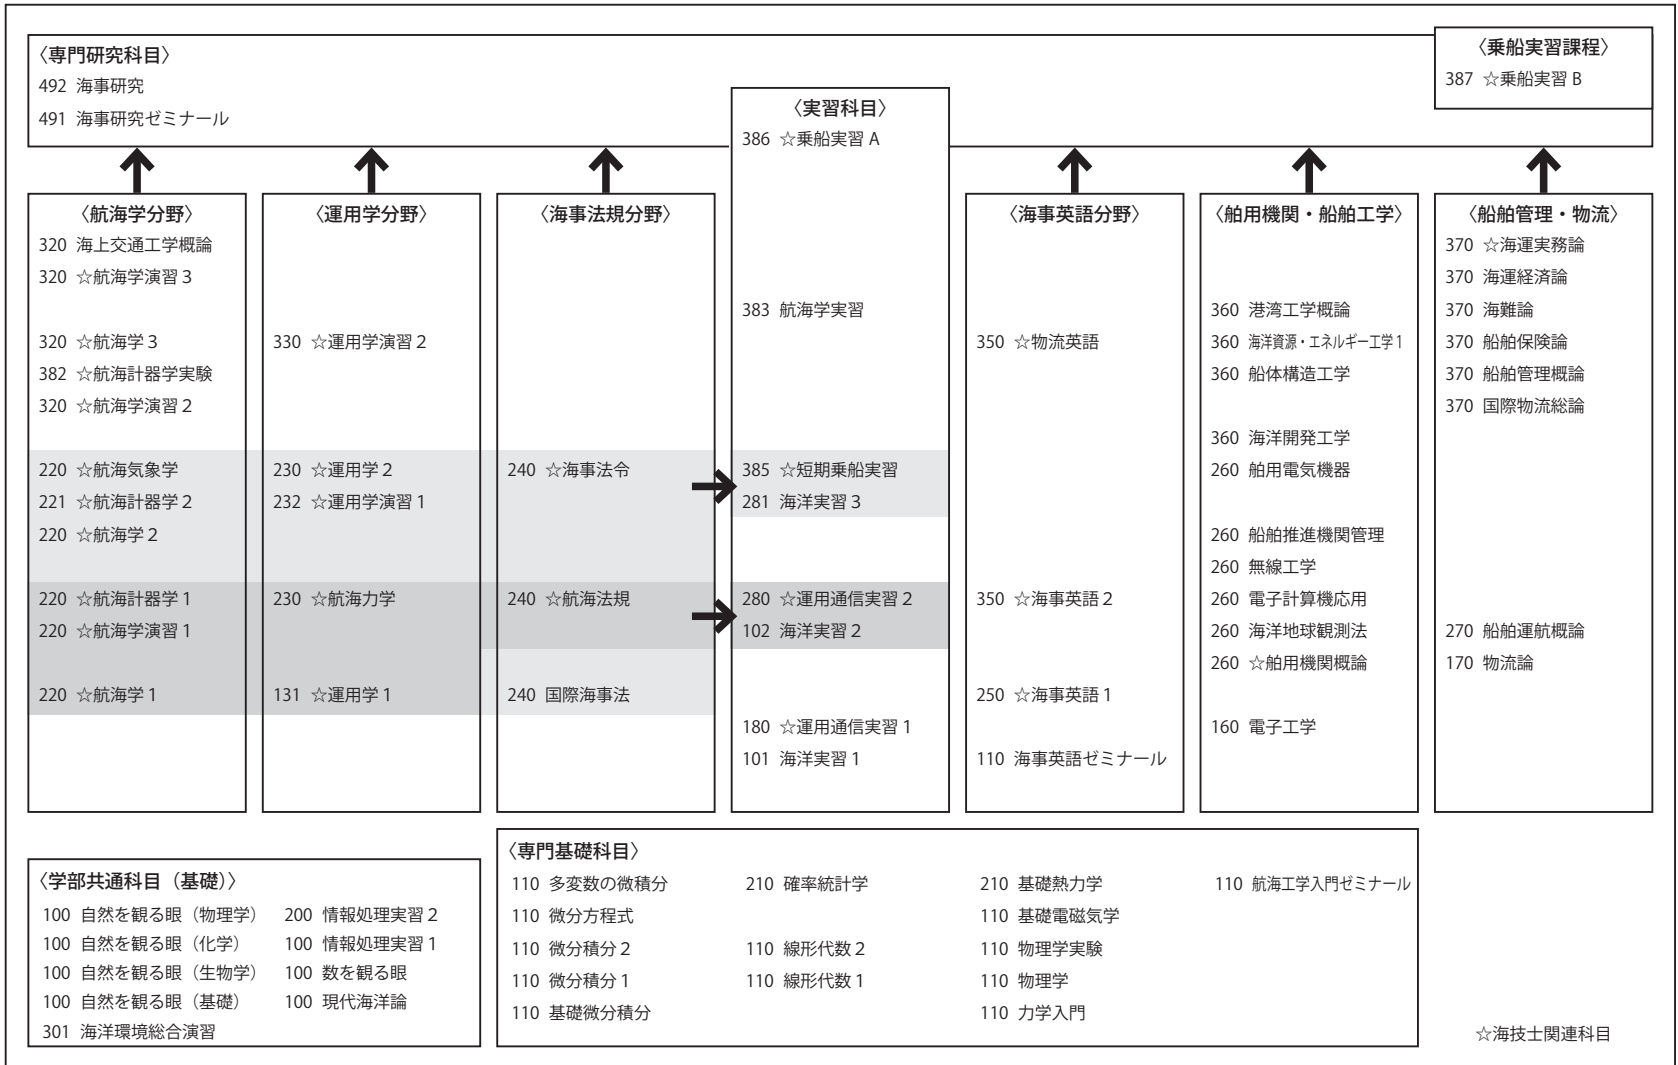 〈専門研究科目〉
492 海事研究
491 海事研究ゼミナール
〈乗船実習課程〉
387 ☆乗船実習 B
〈航海学分野〉
320 海上交通工学概論
320 ☆航海学演習 3
320 ☆航海学 3
382 ☆航海計器学実験
320 ☆航海学演習 2
220 ☆航海気象学
221 ☆航海計器学 2
220 ☆航海学 2
220 ☆航海計器学 1
220 ☆航海学演習 1
220 ☆航海学 1
〈運用学分野〉
330 ☆運用学演習 2
230 ☆運用学 2
232 ☆運用学演習 1
230 ☆航海力学
131 ☆運用学 1
〈海事法規分野〉
240 ☆海事法令
240 ☆航海法規
240 国際海事法
〈実習科目〉
386 ☆乗船実習 A
383 航海学実習
385 ☆短期乗船実習
281 海洋実習 3
280 ☆運用通信実習 2
102 海洋実習 2
180 ☆運用通信実習 1
101 海洋実習 1
〈海事英語分野〉
350 ☆物流英語
350 ☆海事英語 2
250 ☆海事英語 1
110 海事英語ゼミナール
〈舶用機関・船舶工学〉
360 港湾工学概論
360 海洋資源・エネルギー工学 1
360 船体構造工学
360 海洋開発工学
260 舶用電気機器
260 船舶推進機関管理
260 無線工学
260 電子計算機応用
260 海洋地球観測法
260 ☆舶用機関概論
160 電子工学
〈船舶管理・物流〉
370 ☆海運実務論
370 海運経済論
370 海難論
370 船舶保険論
370 船舶管理概論
370 国際物流総論
270 船舶運航概論
170 物流論
〈学部共通科目（基礎）〉
100 自然を観る眼（物理学）
100 自然を観る眼（化学）
100 自然を観る眼（生物学）
100 自然を観る眼（基礎）
301 海洋環境総合演習
200 情報処理実習 2
100 情報処理実習 1
100 数を観る眼
100 現代海洋論
〈専門基礎科目〉
110 多変数の微積分
110 微分方程式
110 微分積分 2
110 微分積分 1
110 基礎微分積分
210 確率統計学
110 線形代数 2
110 線形代数 1
210 基礎熱力学
110 基礎電磁気学
110 物理学実験
110 物理学
110 力学入門
110 航海工学入門ゼミナール
☆海技士関連科目